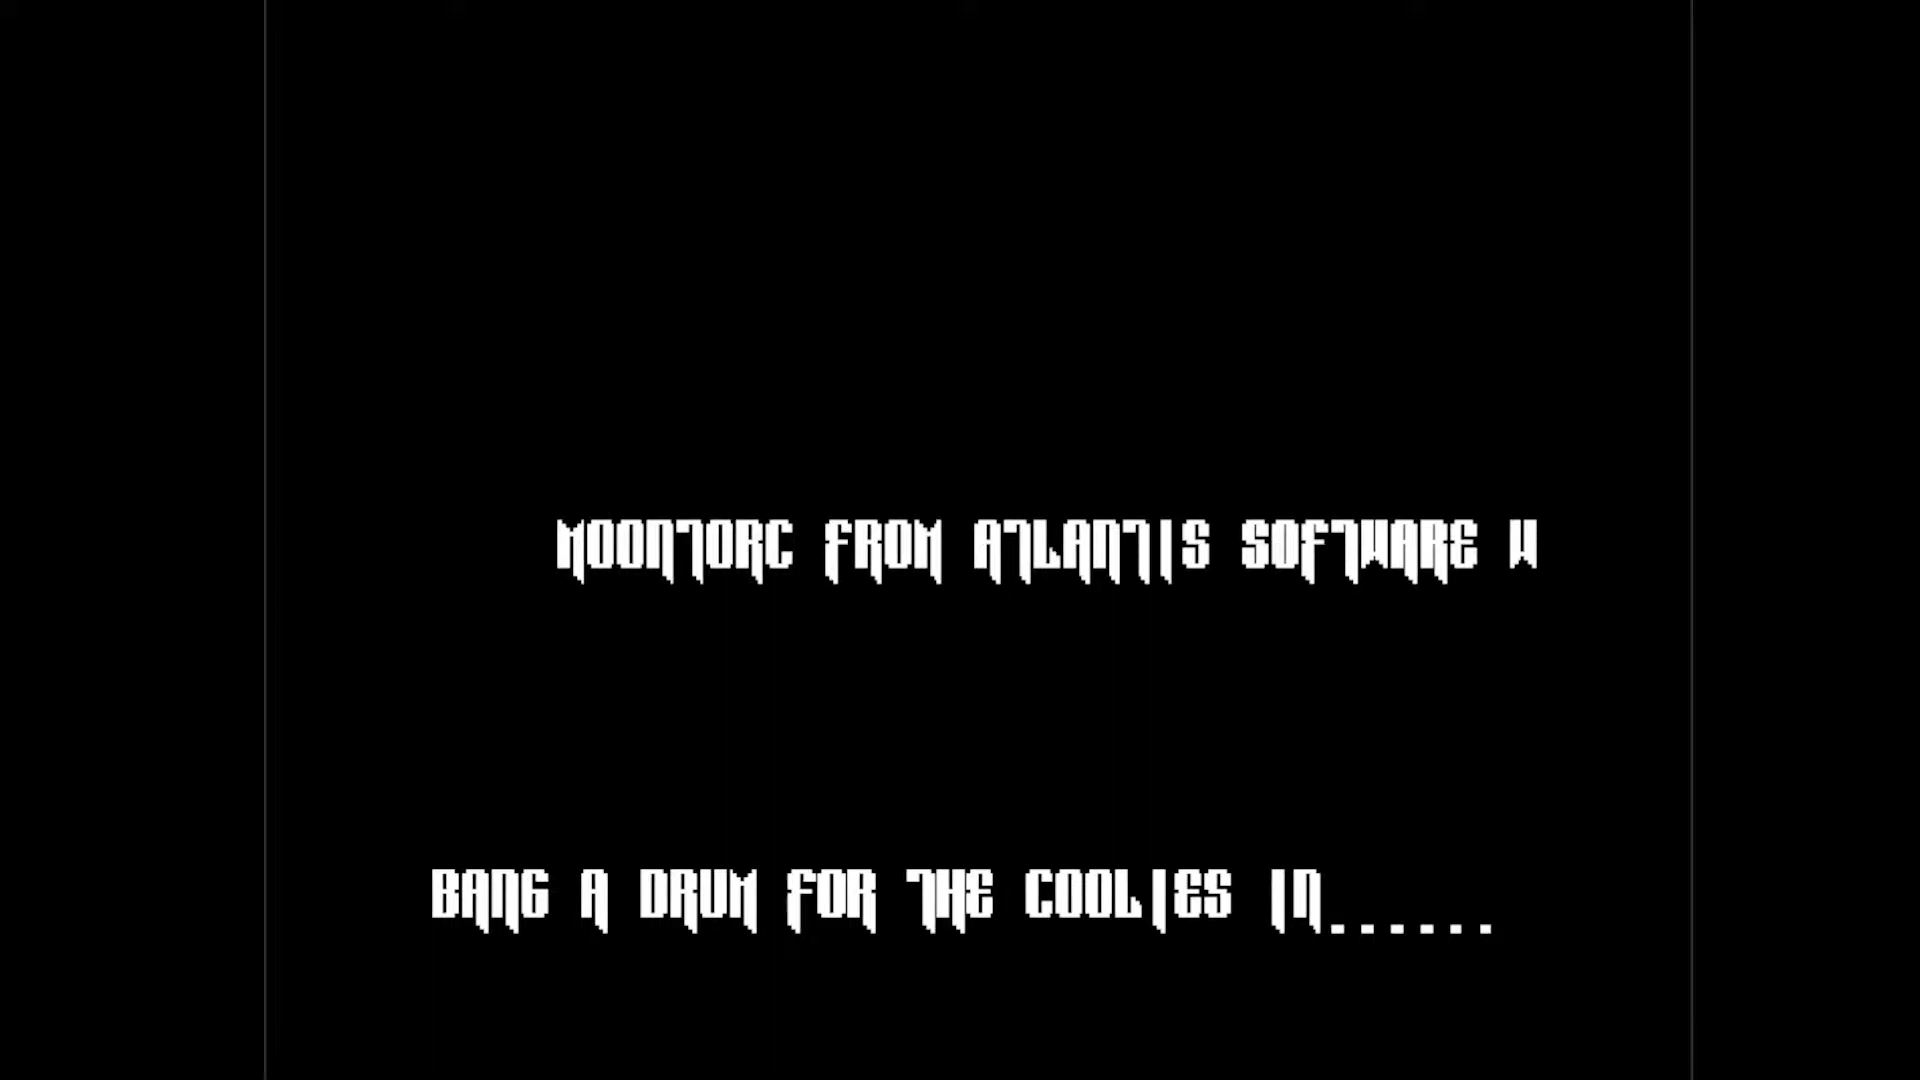 MOONTORC FROM ATLANTIS SOFTWARE W
BANG A DRUM FOR THE COOLIES IN......